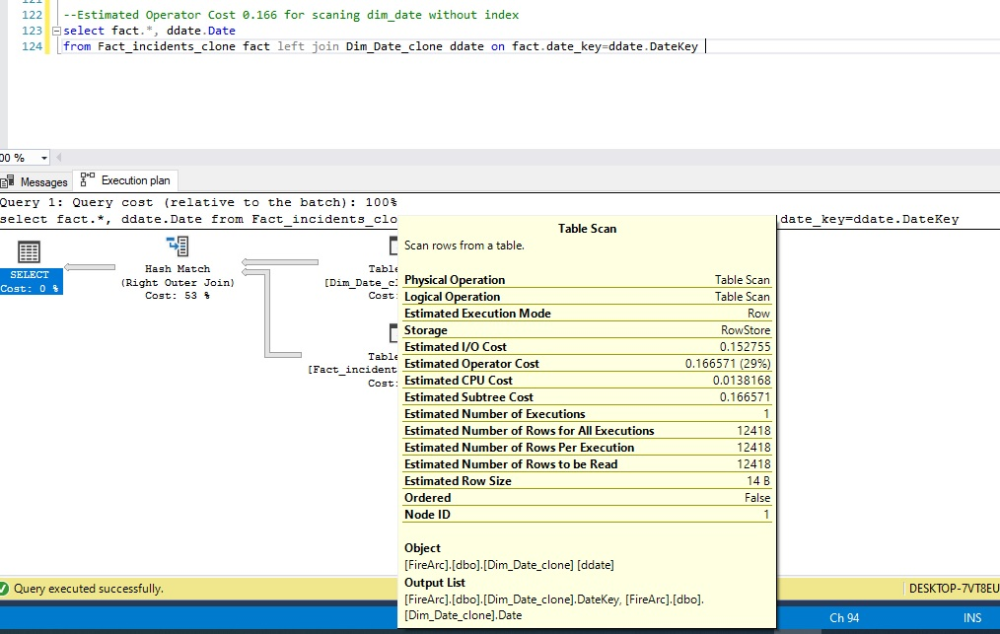 121
122 --Estimated Operator Cost 0.166 for scaning dim_date without index
123 select fact.*, ddate.Date
124 from Fact_incidents_clone fact left join Dim_Date_clone ddate on fact.date_key=ddate.DateKey
00 %
Messages Execution plan
Query 1: Query cost (relative to the batch): 100%
select fact.*, ddate.Date from Fact_incidents_clo date_key=ddate.DateKey
SELECT
Cost: 0 %
Hash Match
(Right Outer Join)
Cost: 53 %
Table
[Dim_Date_c
Cost:
Table
[Fact_incident
Cost:
Table Scan
Scan rows from a table.
Physical Operation Table Scan
Logical Operation Table Scan
Estimated Execution Mode Row
Storage RowStore
Estimated I/O Cost 0.152755
Estimated Operator Cost 0.166571 (29%)
Estimated CPU Cost 0.0138168
Estimated Subtree Cost 0.166571
Estimated Number of Executions 1
Estimated Number of Rows for All Executions 12418
Estimated Number of Rows Per Execution 12418
Estimated Number of Rows to be Read 12418
Estimated Row Size 14 B
Ordered False
Node ID 1
Object
[FireArc].[dbo].[Dim_Date_clone] [ddate]
Output List
[FireArc].[dbo].[Dim_Date_clone].DateKey, [FireArc].[dbo].
[Dim_Date_clone].Date
Query executed successfully. DESKTOP-7VT8EU
Ch 94 INS